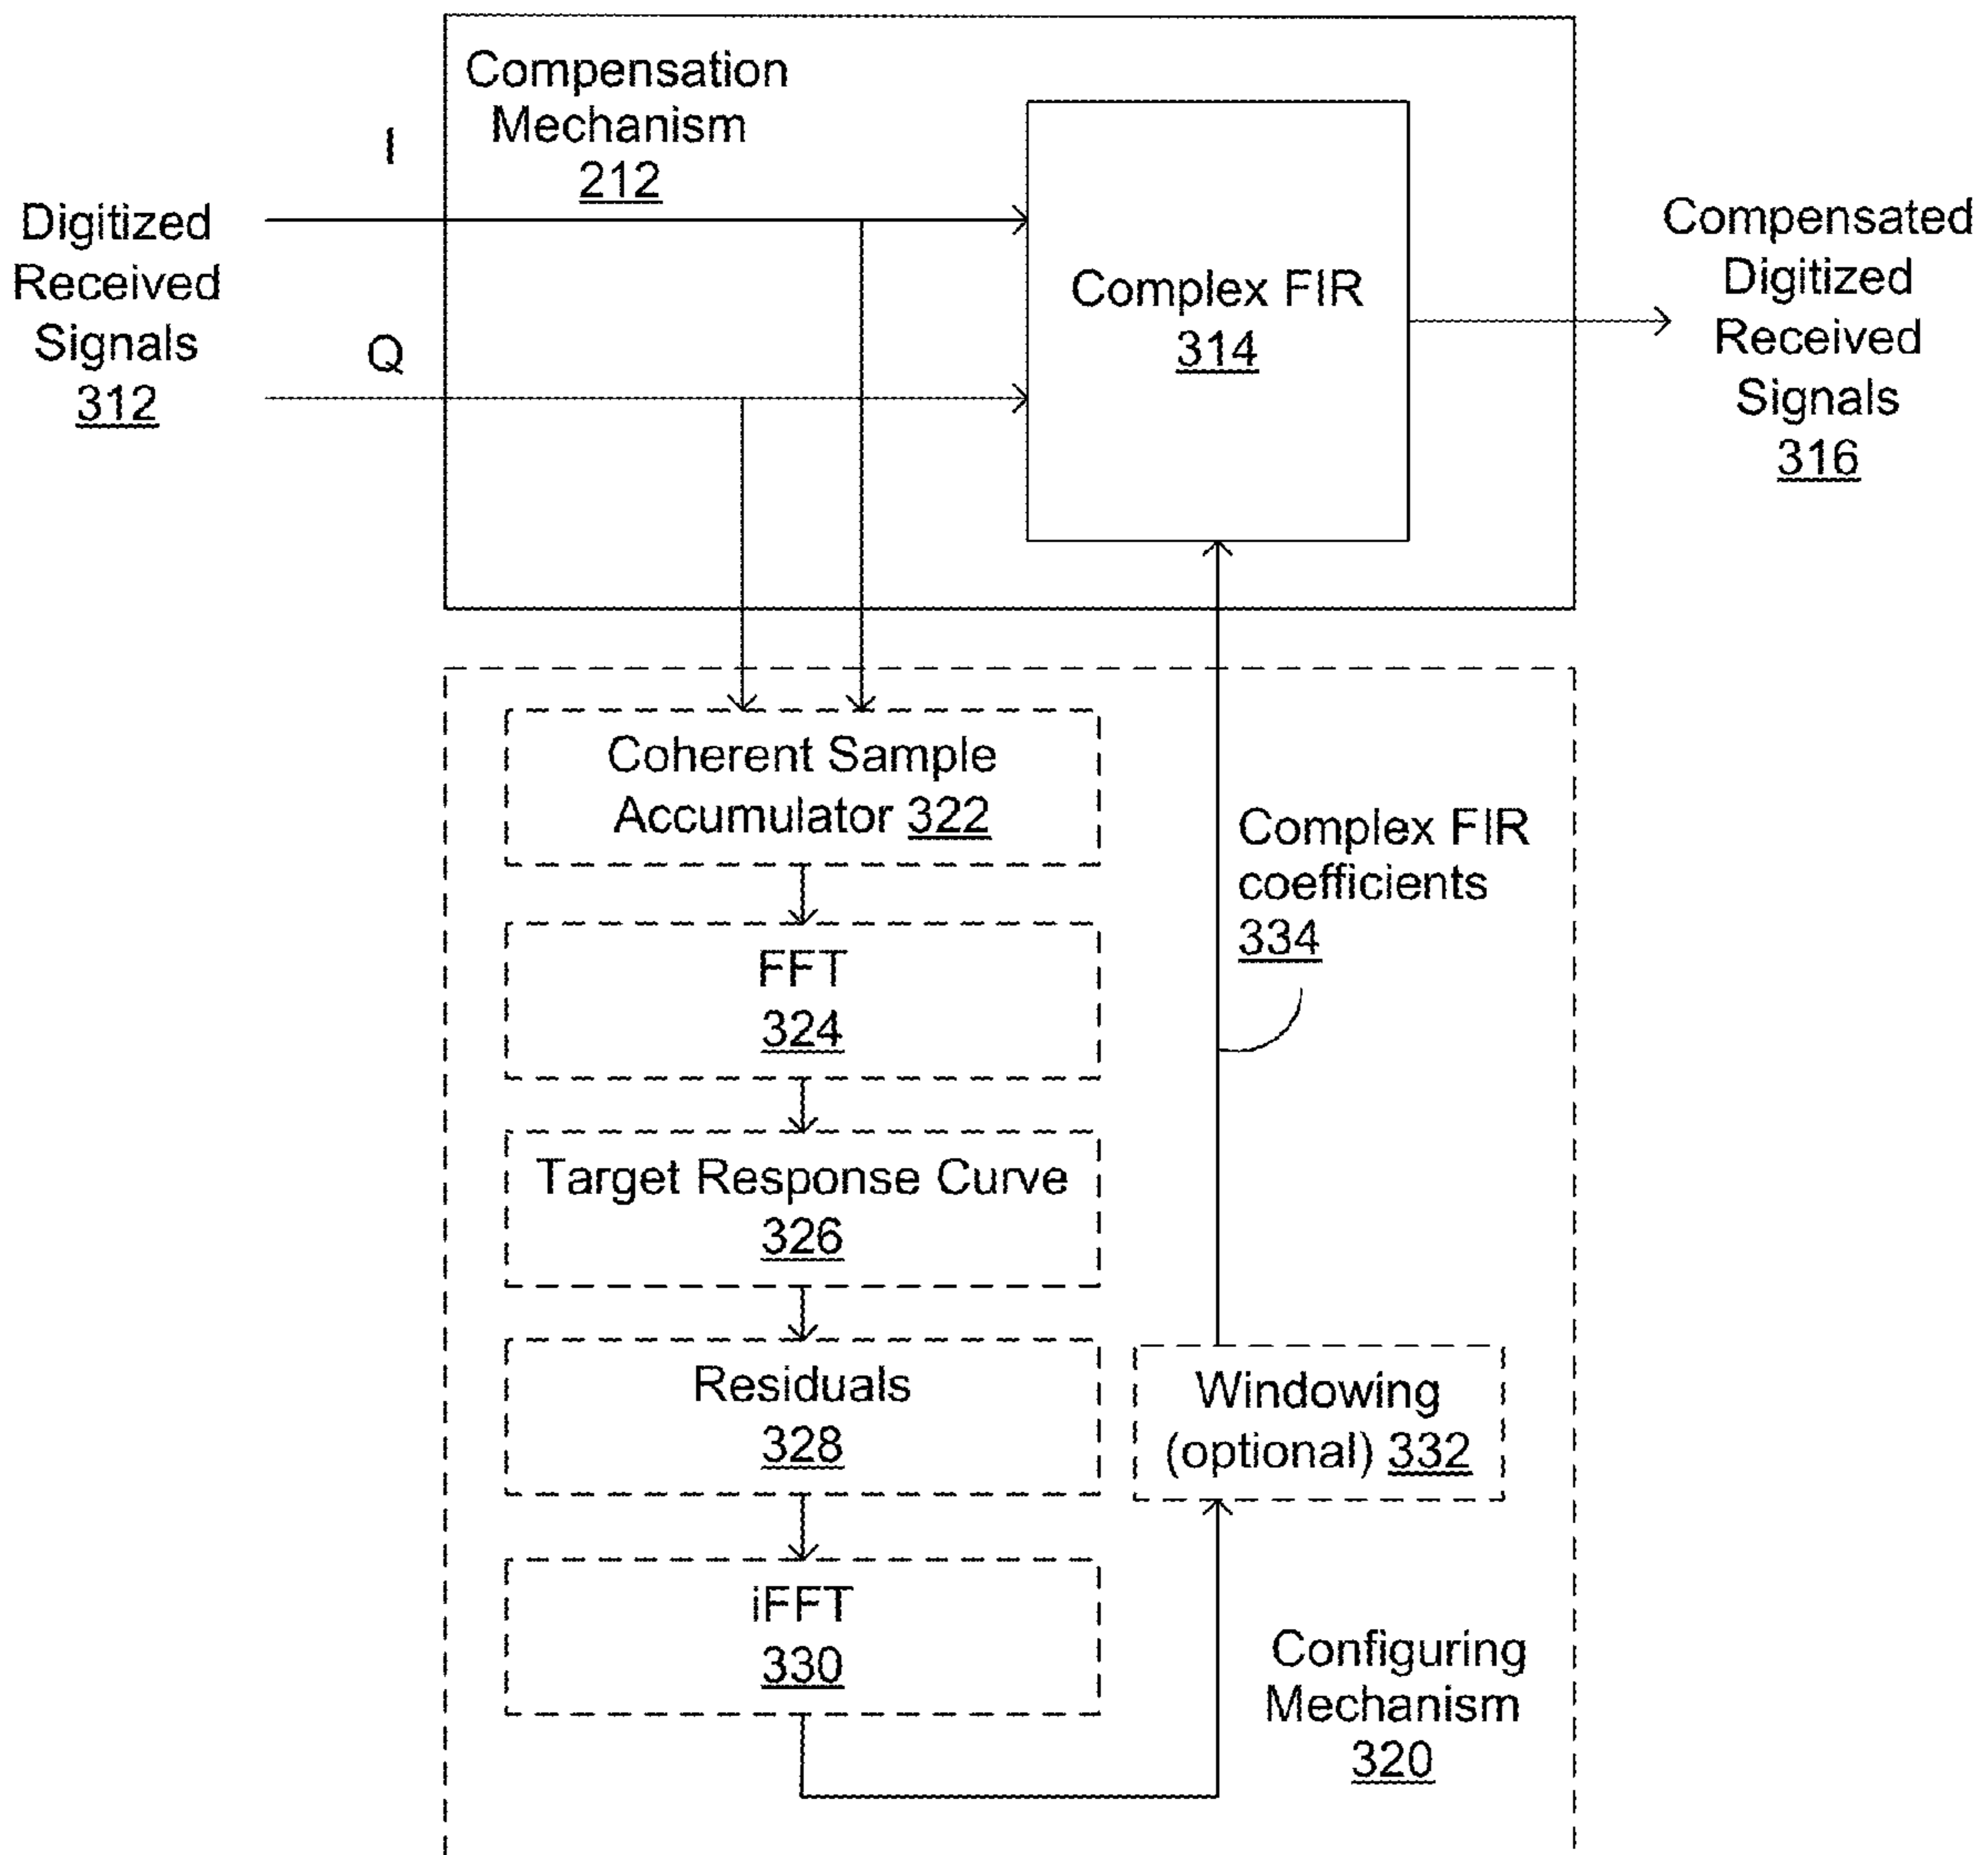 Compensation
Mechanism
212
I
Q
Digitized
Received
Signals
312
Complex FIR
314
Compensated
Digitized
Received
Signals
316
Coherent Sample
Accumulator 322
FFT
324
Target Response Curve
326
Residuals
328
iFFT
330
Complex FIR
coefficients
334
Windowing
(optional) 332
Configuring
Mechanism
320